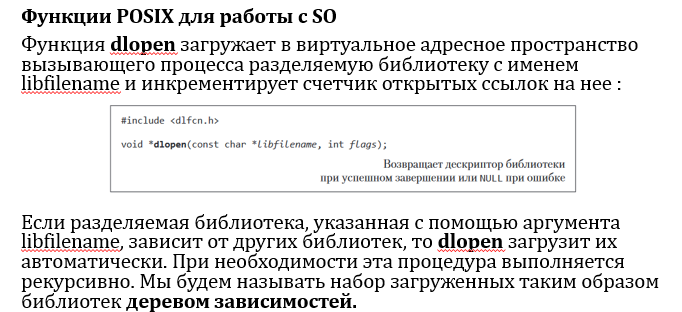 Функции POSIX для работы с SO
Функция dlopen загружает в виртуальное адресное пространство
вызывающего процесса разделяемую библиотеку с именем
libfilename и инкрементирует счетчик открытых ссылок на нее :
#include <dlfcn.h>
void *dlopen(const char *libfilename, int flags);
Возвращает дескриптор библиотеки
при успешном завершении или NULL при ошибке
Если разделяемая библиотека, указанная с помощью аргумента
libfilename, зависит от других библиотек, то dlopen загрузит их
автоматически. При необходимости эта процедура выполняется
рекурсивно. Мы будем называть набор загруженных таким образом
библиотек деревом зависимостей.